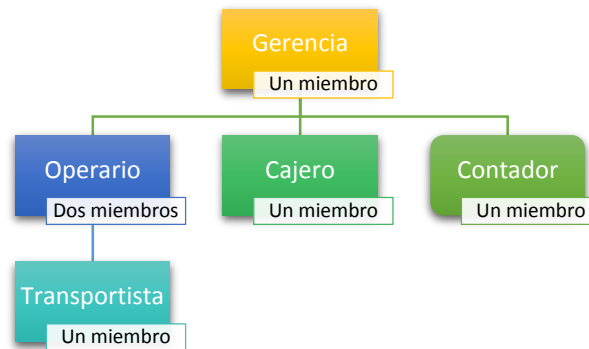 Gerencia
Un miembro
Operario
Dos miembros
Cajero
Un miembro
Contador
Un miembro
Transportista
Un miembro